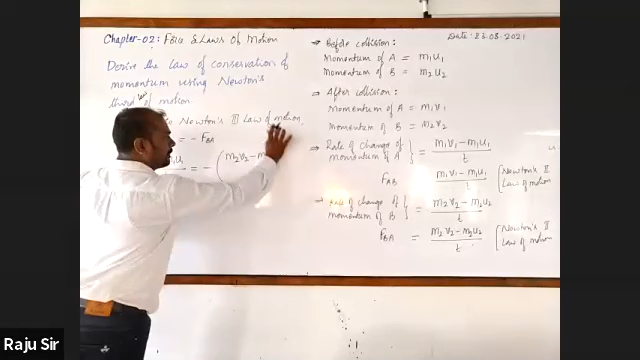 Chapter-02: Force & Laws Of Motion
Date: 23.08.2021
Derive the law of conservation of
momentum using Newton's
third law of motion
Newton's III Law of motion,
= - F_BA
= - ( m₂v₂ - m
→ Before collision:
Momentum of A = m₁u₁
Momentum of B = m₂u₂
→ After collision:
Momentum of A = m₁v₁
Momentum of B = m₂v₂
→ Rate of change of momentum of A } = m₁v₁ - m₁u₁ / t
F_AB m₁v₁ - m₁u₁ / t [Newton's II Law of motion
→ Rate of change of momentum of B } = m₂v₂ - m₂u₂ / t
F_BA = m₂v₂ - m₂u₂ / t [Newton's II Law of motion
Raju Sir